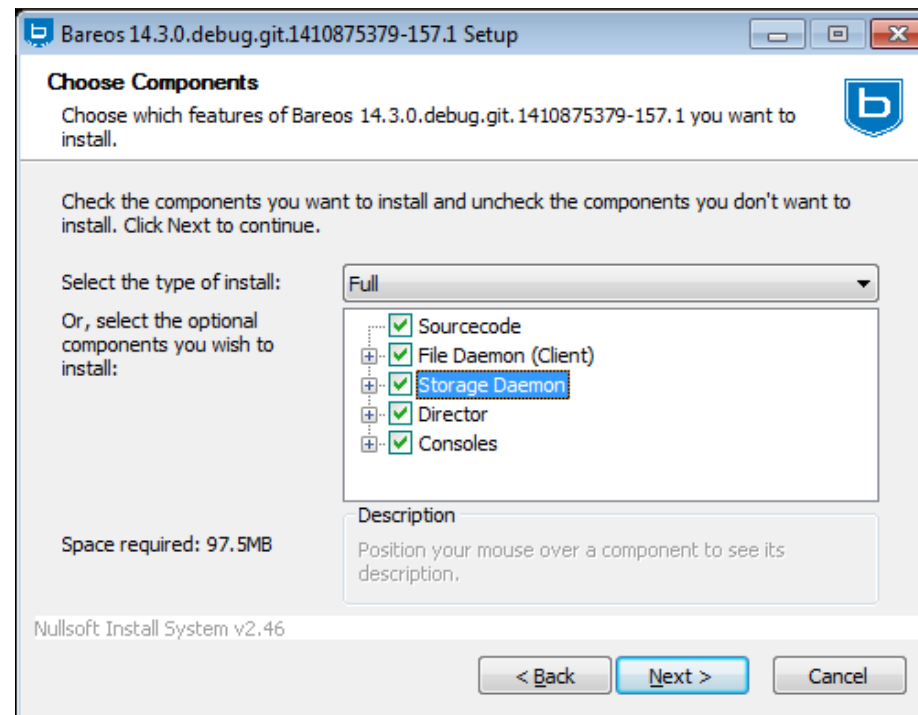 Bareos 14.3.0.debug.git.1410875379-157.1 Setup
Choose Components
Choose which features of Bareos 14.3.0.debug.git.1410875379-157.1 you want to
install.
Check the components you want to install and uncheck the components you don't want to
install. Click Next to continue.
Select the type of install:
Full
Or, select the optional
components you wish to
install:
Sourcecode
File Daemon (Client)
Storage Daemon
Director
Consoles
Space required: 97.5MB
Description
Position your mouse over a component to see its
description.
Nullsoft Install System v2.46
< Back
Next >
Cancel